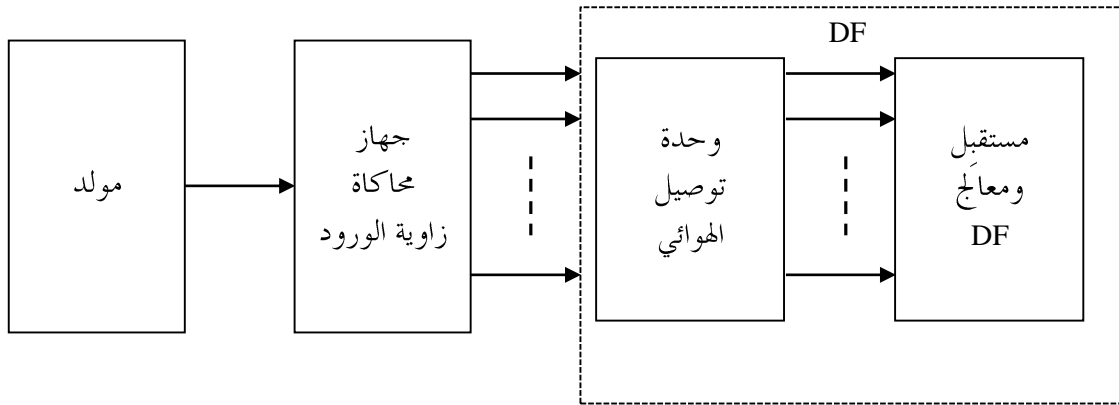 DF
مولد
جهاز
محاكاة
زاوية الورود
وحدة
توصيل
الهوائي
مستقبِل
ومعالَج
DF